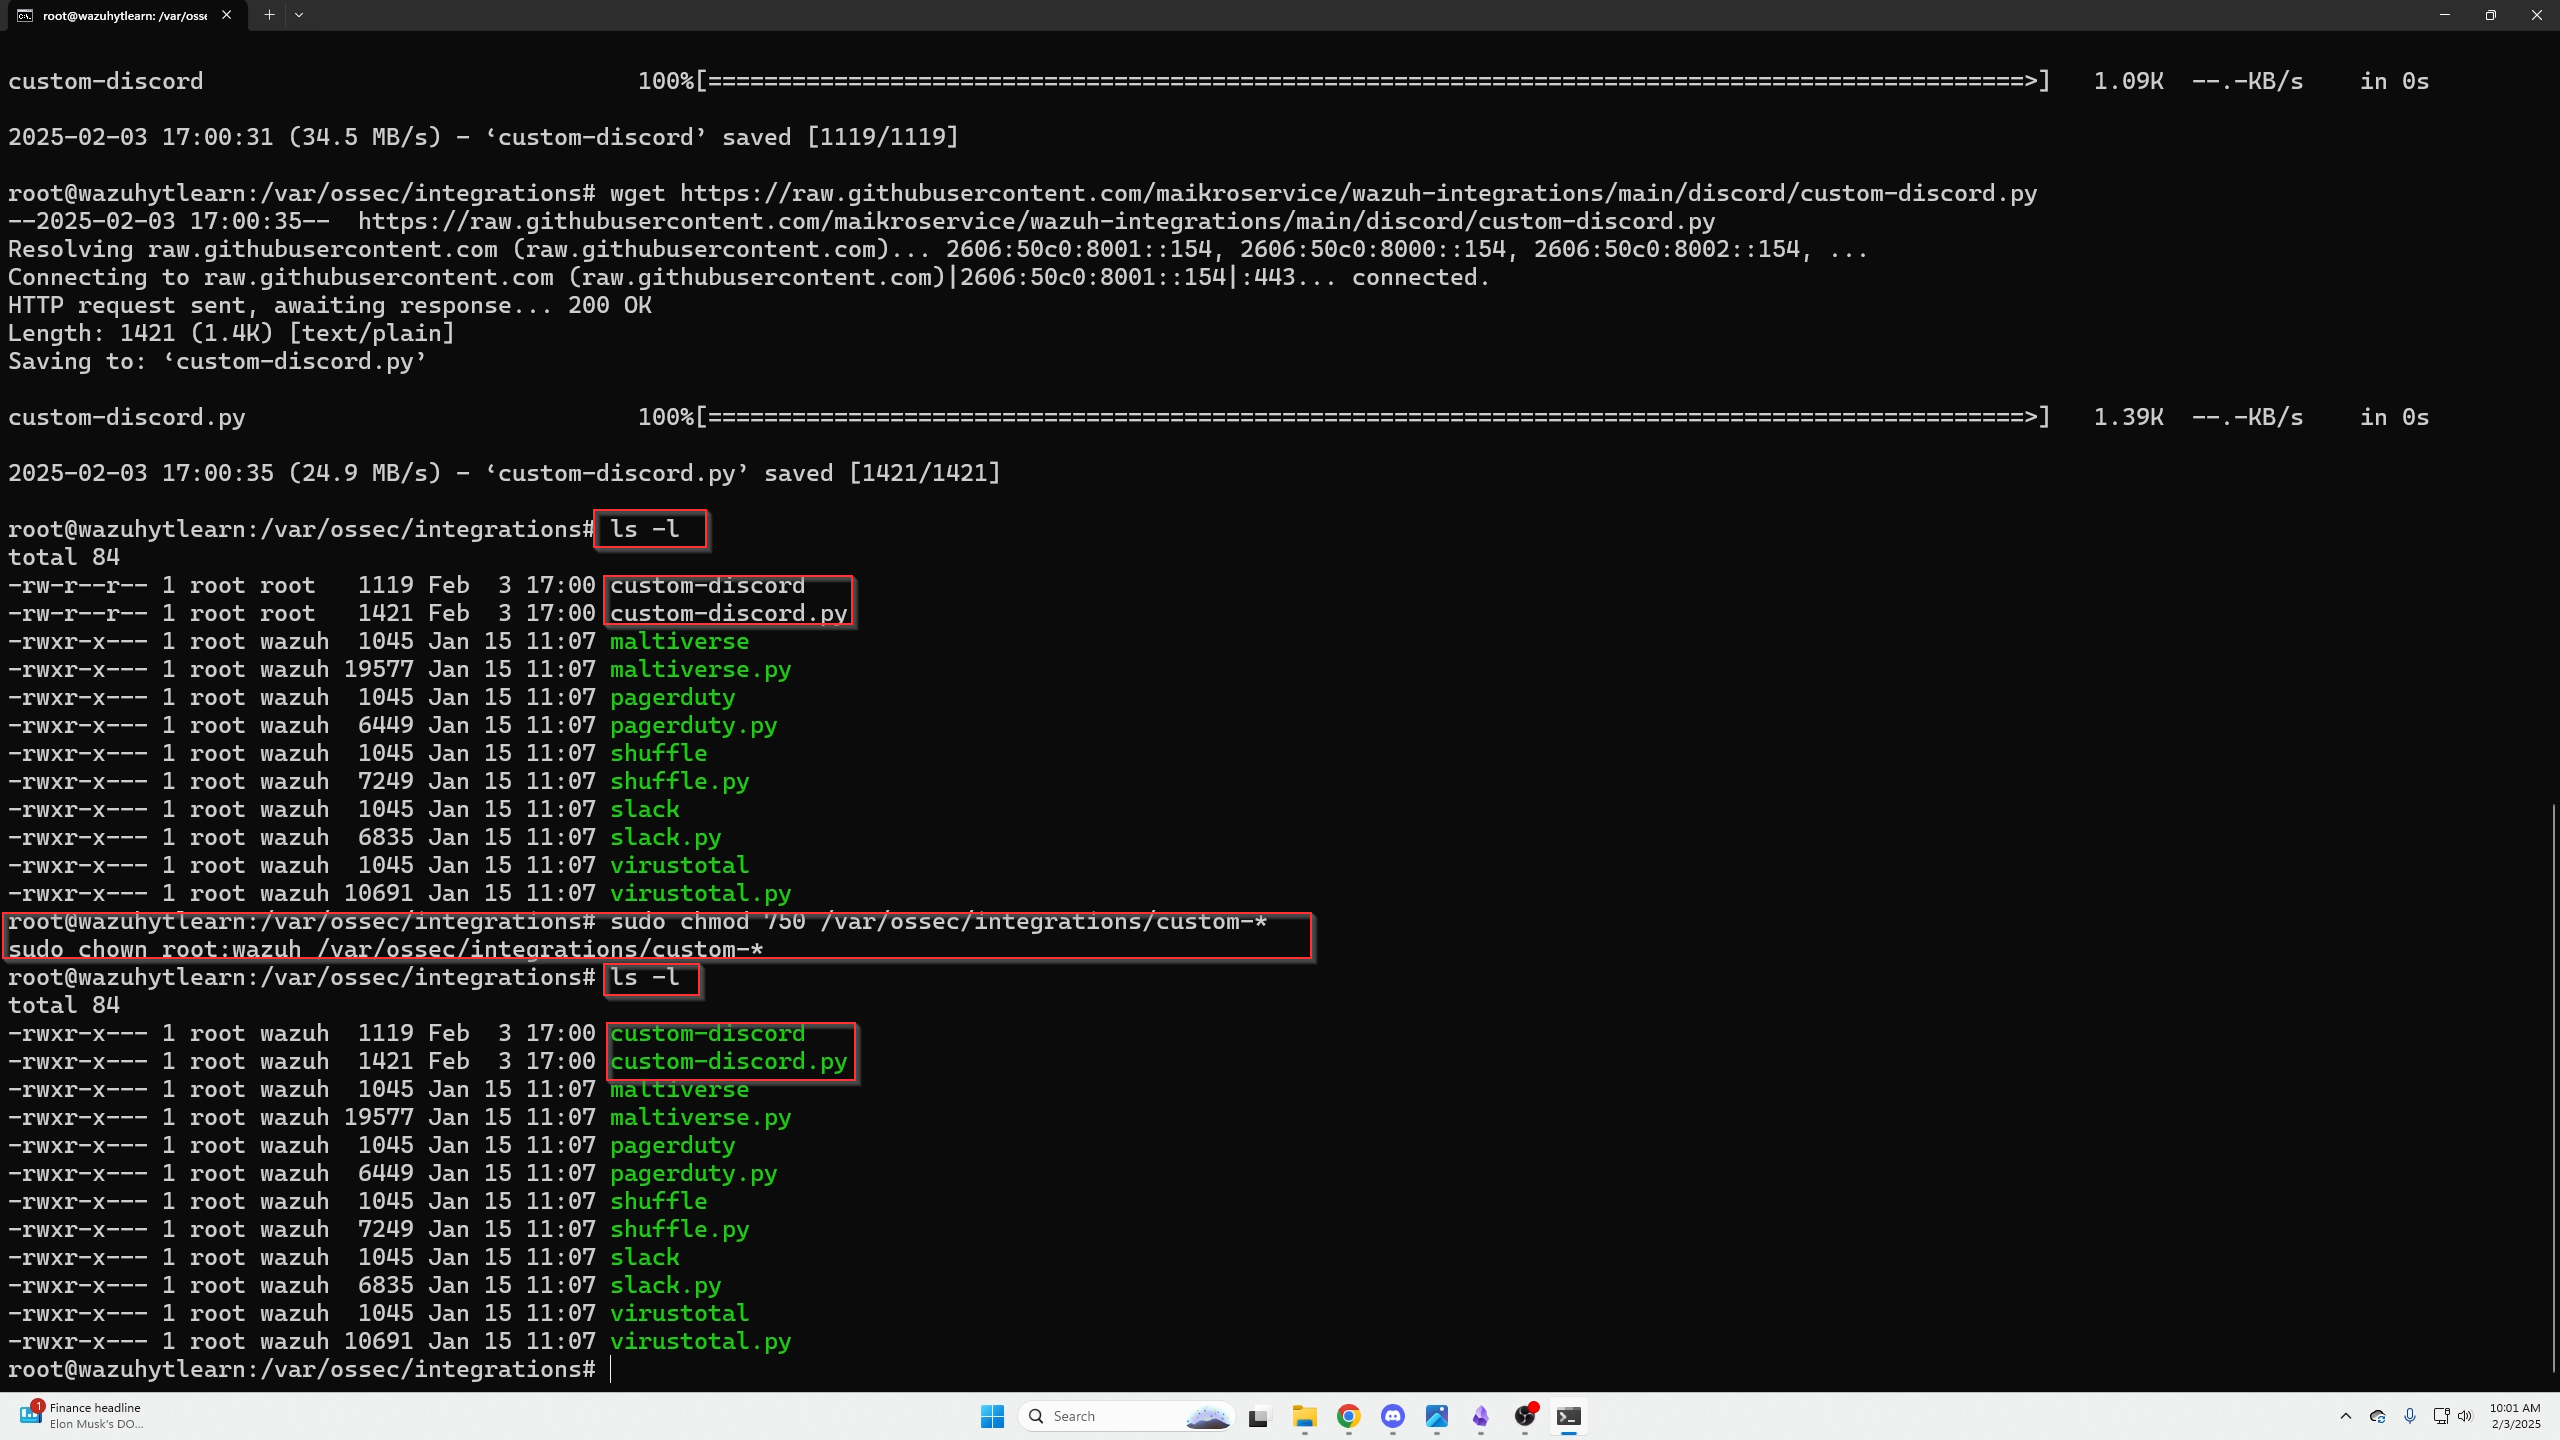 root@wazuhytlearn: /var/osse
custom-discord 100%[==============================================================================================>] 1.09K --.-KB/s in 0s
2025-02-03 17:00:31 (34.5 MB/s) - ‘custom-discord’ saved [1119/1119]
root@wazuhytlearn:/var/ossec/integrations# wget https://raw.githubusercontent.com/maikroservice/wazuh-integrations/main/discord/custom-discord.py
--2025-02-03 17:00:35-- https://raw.githubusercontent.com/maikroservice/wazuh-integrations/main/discord/custom-discord.py
Resolving raw.githubusercontent.com (raw.githubusercontent.com)... 2606:50c0:8001::154, 2606:50c0:8000::154, 2606:50c0:8002::154, ...
Connecting to raw.githubusercontent.com (raw.githubusercontent.com)|2606:50c0:8001::154|:443... connected.
HTTP request sent, awaiting response... 200 OK
Length: 1421 (1.4K) [text/plain]
Saving to: ‘custom-discord.py’
custom-discord.py 100%[==============================================================================================>] 1.39K --.-KB/s in 0s
2025-02-03 17:00:35 (24.9 MB/s) - ‘custom-discord.py’ saved [1421/1421]
root@wazuhytlearn:/var/ossec/integrations# ls -l
total 84
-rw-r--r-- 1 root root 1119 Feb 3 17:00 custom-discord
-rw-r--r-- 1 root root 1421 Feb 3 17:00 custom-discord.py
-rwxr-x--- 1 root wazuh 1045 Jan 15 11:07 maltiverse
-rwxr-x--- 1 root wazuh 19577 Jan 15 11:07 maltiverse.py
-rwxr-x--- 1 root wazuh 1045 Jan 15 11:07 pagerduty
-rwxr-x--- 1 root wazuh 6449 Jan 15 11:07 pagerduty.py
-rwxr-x--- 1 root wazuh 1045 Jan 15 11:07 shuffle
-rwxr-x--- 1 root wazuh 7249 Jan 15 11:07 shuffle.py
-rwxr-x--- 1 root wazuh 1045 Jan 15 11:07 slack
-rwxr-x--- 1 root wazuh 6835 Jan 15 11:07 slack.py
-rwxr-x--- 1 root wazuh 1045 Jan 15 11:07 virustotal
-rwxr-x--- 1 root wazuh 10691 Jan 15 11:07 virustotal.py
root@wazuhytlearn:/var/ossec/integrations# sudo chmod 750 /var/ossec/integrations/custom-*
sudo chown root:wazuh /var/ossec/integrations/custom-*
root@wazuhytlearn:/var/ossec/integrations# ls -l
total 84
-rwxr-x--- 1 root wazuh 1119 Feb 3 17:00 custom-discord
-rwxr-x--- 1 root wazuh 1421 Feb 3 17:00 custom-discord.py
-rwxr-x--- 1 root wazuh 1045 Jan 15 11:07 maltiverse
-rwxr-x--- 1 root wazuh 19577 Jan 15 11:07 maltiverse.py
-rwxr-x--- 1 root wazuh 1045 Jan 15 11:07 pagerduty
-rwxr-x--- 1 root wazuh 6449 Jan 15 11:07 pagerduty.py
-rwxr-x--- 1 root wazuh 1045 Jan 15 11:07 shuffle
-rwxr-x--- 1 root wazuh 7249 Jan 15 11:07 shuffle.py
-rwxr-x--- 1 root wazuh 1045 Jan 15 11:07 slack
-rwxr-x--- 1 root wazuh 6835 Jan 15 11:07 slack.py
-rwxr-x--- 1 root wazuh 1045 Jan 15 11:07 virustotal
-rwxr-x--- 1 root wazuh 10691 Jan 15 11:07 virustotal.py
root@wazuhytlearn:/var/ossec/integrations#
1
Finance headline
Elon Musk's DO...
Search
10:01 AM
2/3/2025